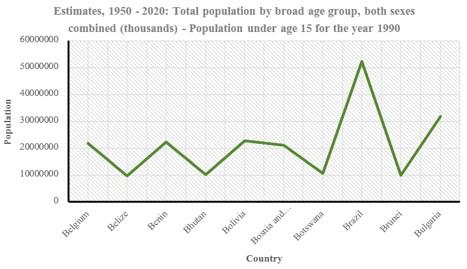 Estimates, 1950 - 2020: Total population by broad age group, both sexes
combined (thousands) - Population under age 15 for the year 1990
60000000
50000000
40000000
30000000
20000000
10000000
0
Population
Belgium
Belize
Benin
Bhutan
Bolivia
Bosnia and...
Botswana
Brazil
Brunei
Bulgaria
Country